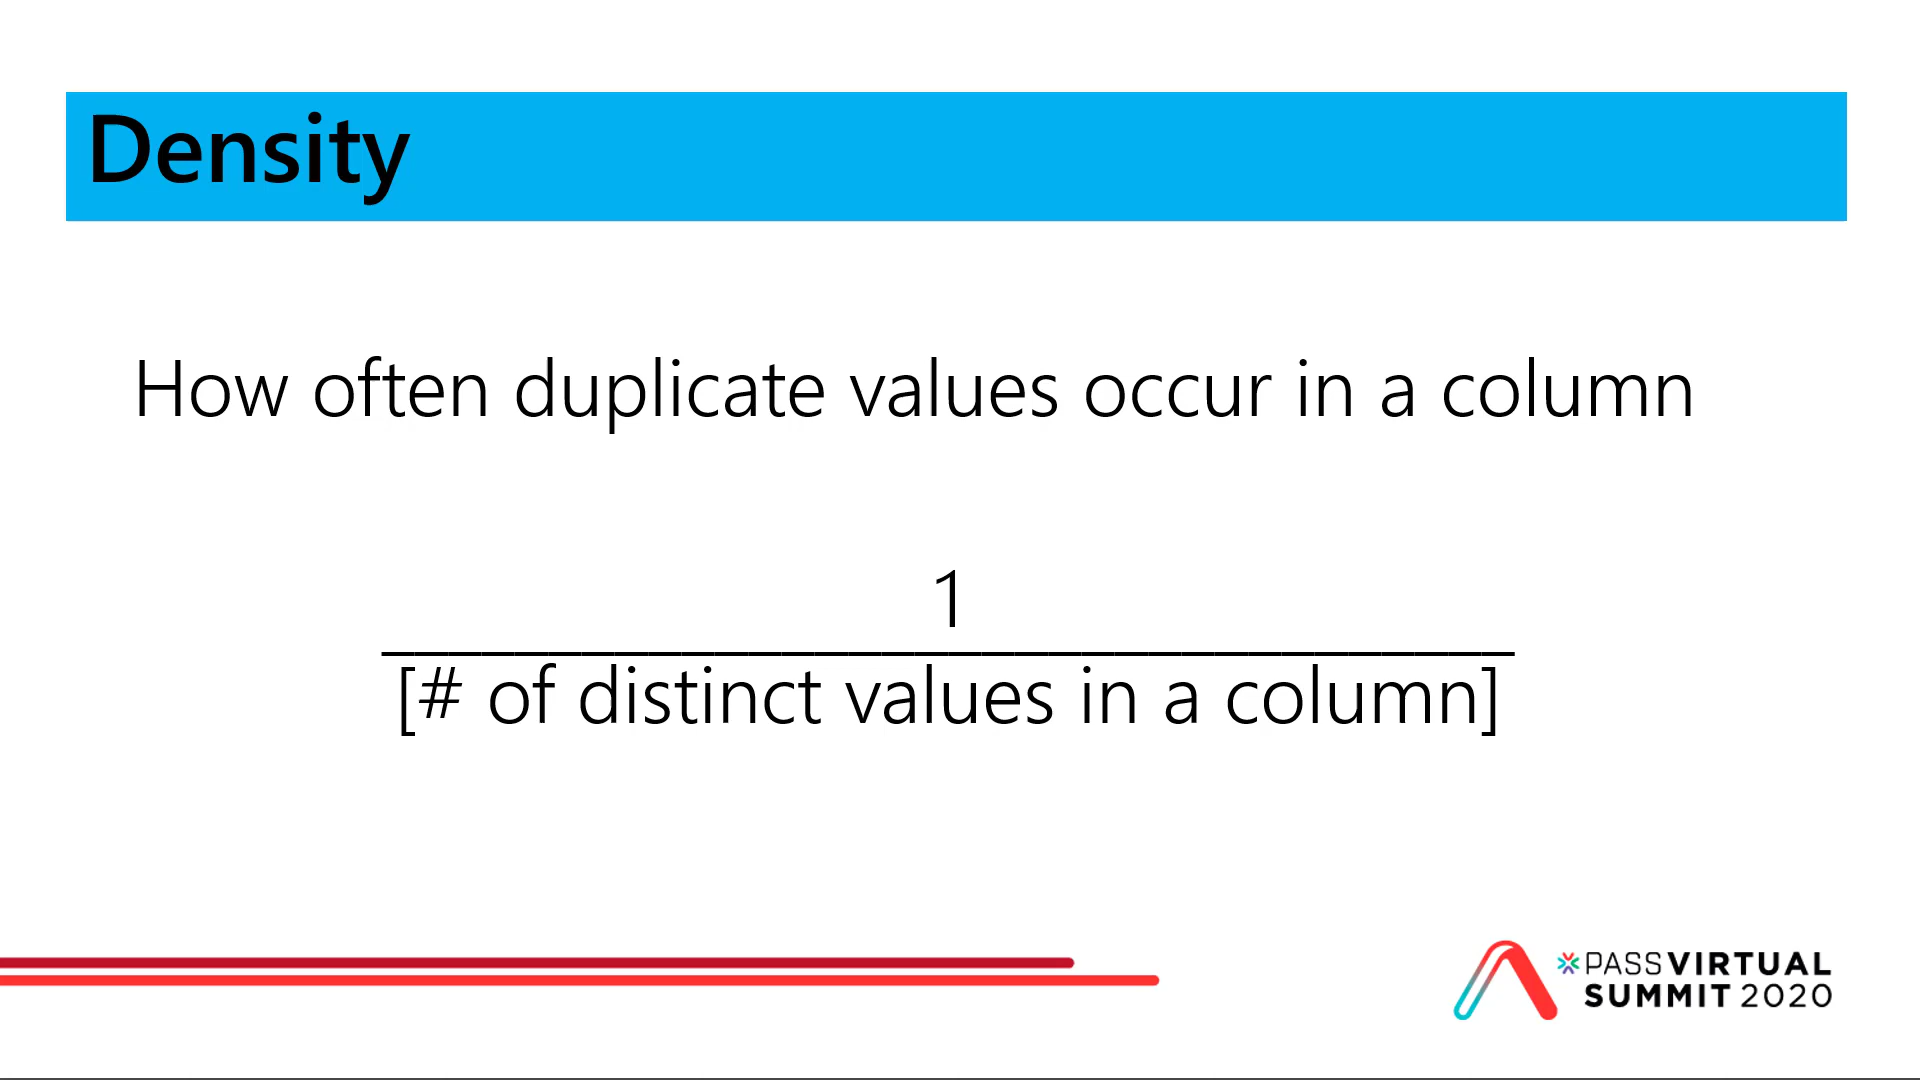 Density
How often duplicate values occur in a column
1
[# of distinct values in a column]
PASS VIRTUAL
SUMMIT 2020